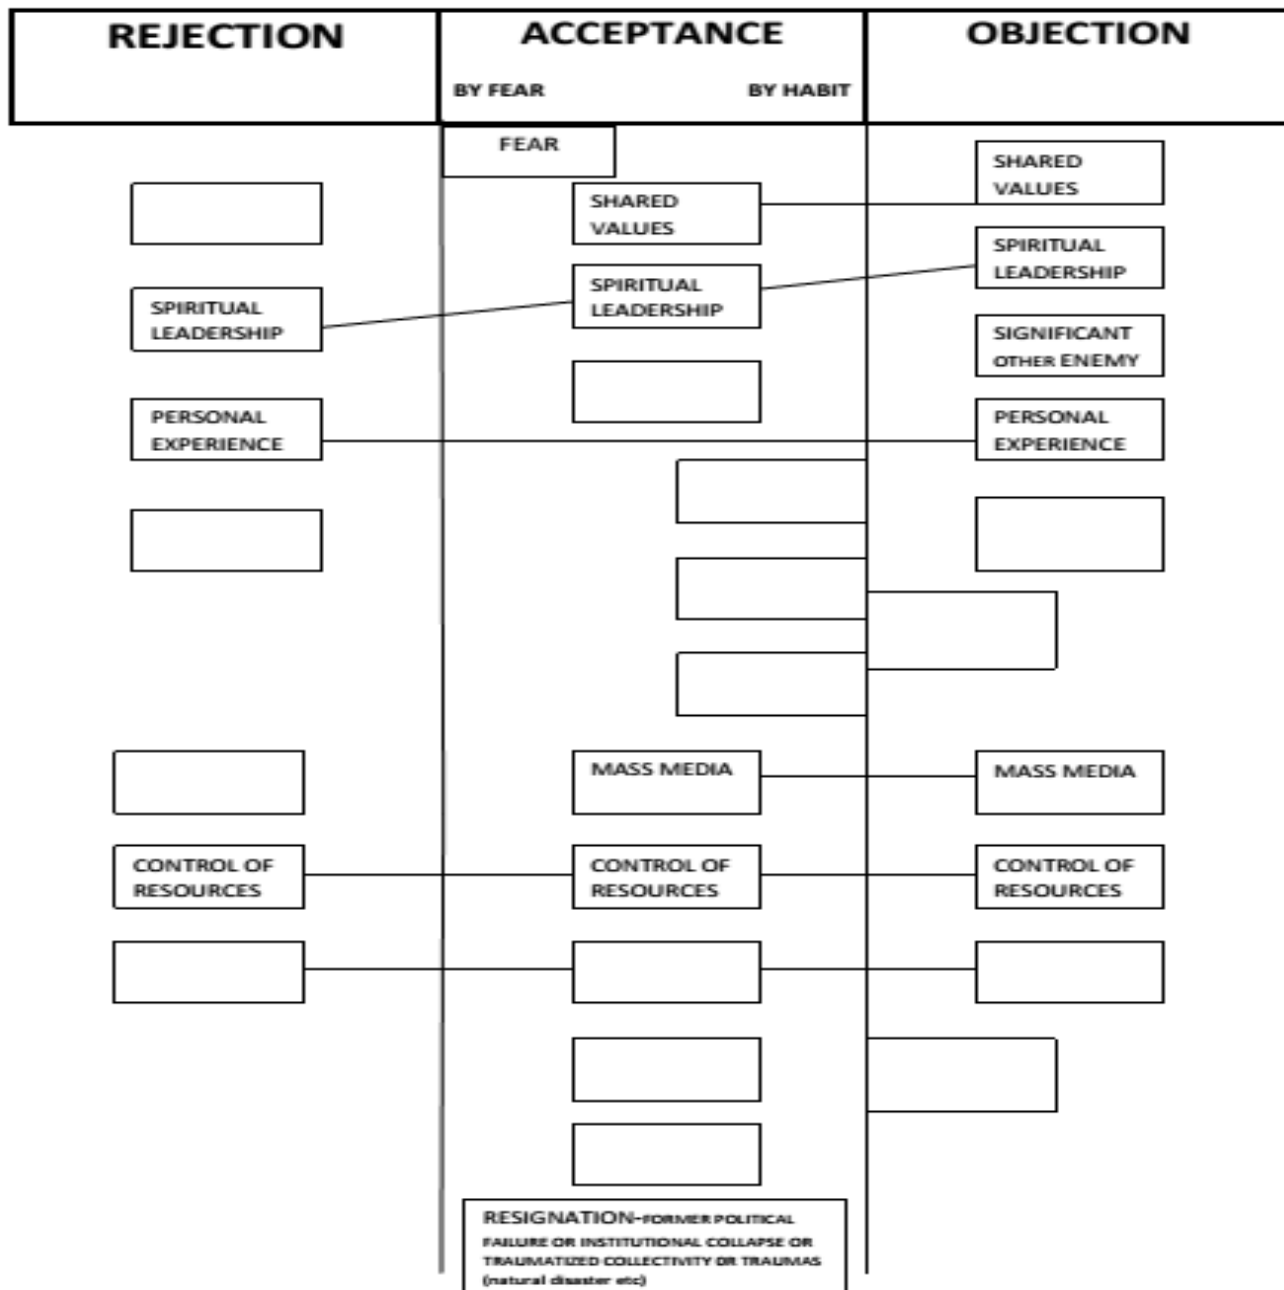 REJECTION
ACCEPTANCE
OBJECTION
BY FEAR
BY HABIT
FEAR
SHARED
VALUES
SHARED
VALUES
SPIRITUAL
LEADERSHIP
SPIRITUAL
LEADERSHIP
SPIRITUAL
LEADERSHIP
SIGNIFICANT
OTHER ENEMY
PERSONAL
EXPERIENCE
PERSONAL
EXPERIENCE
MASS MEDIA
MASS MEDIA
CONTROL OF
RESOURCES
CONTROL OF
RESOURCES
CONTROL OF
RESOURCES
RESIGNATION-FORMER POLITICAL
FAILURE OR INSTITUTIONAL COLLAPSE OR
TRAUMATIZED COLLECTIVITY OR TRAUMAS
(natural disaster etc)